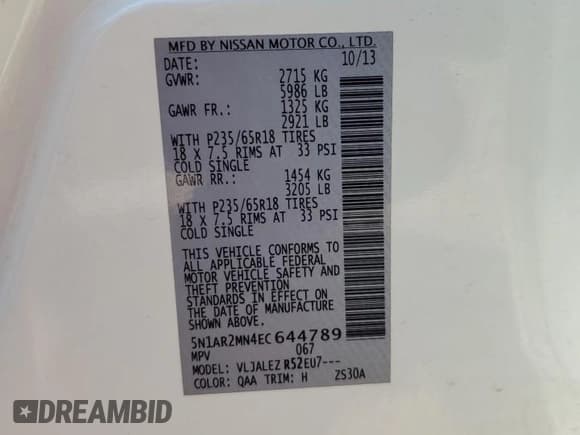 MFD BY NISSAN MOTOR CO., LTD.
DATE: 10/13
GVWR: 2715 KG
5986 LB
GAWR FR.: 1325 KG
2921 LB
WITH P235/65R18 TIRES
18 X 7.5 RIMS AT 33 PSI
COLD SINGLE
GAWR RR.: 1454 KG
3205 LB
WITH P235/65R18 TIRES
18 X 7.5 RIMS AT 33 PSI
COLD SINGLE
THIS VEHICLE CONFORMS TO
ALL APPLICABLE FEDERAL
MOTOR VEHICLE SAFETY AND
THEFT PREVENTION
STANDARDS IN EFFECT ON
THE DATE OF MANUFACTURE
SHOWN ABOVE.
5N1AR2MN4EC644789
MPV 067
MODEL: VLJALEZ R52EU7---
COLOR: QAA TRIM: H ZS30A
DREAMBID